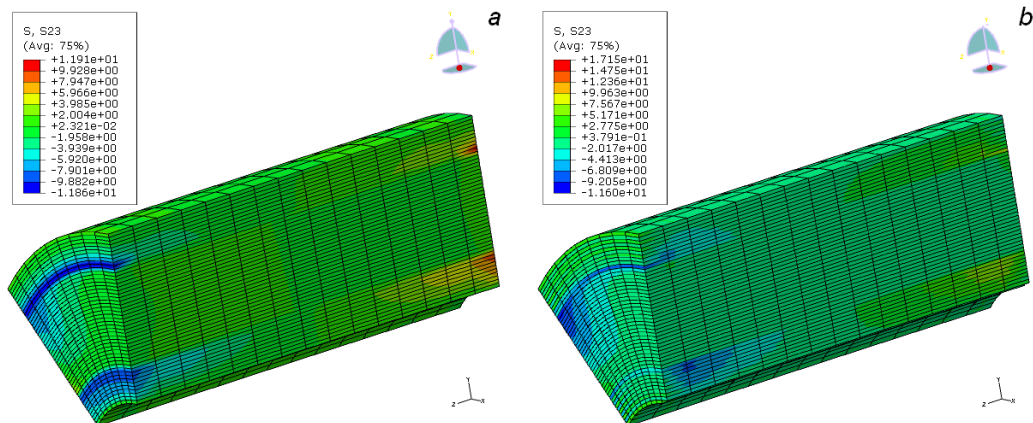 a
S, S23
(Avg: 75%)
+1.191e+01
+9.928e+00
+7.947e+00
+5.966e+00
+3.985e+00
+2.004e+00
+2.321e-02
-1.958e+00
-3.939e+00
-5.920e+00
-7.901e+00
-9.882e+00
-1.186e+01
Y
Z
X
b
S, S23
(Avg: 75%)
+1.715e+01
+1.475e+01
+1.236e+01
+9.963e+00
+7.567e+00
+5.171e+00
+2.775e+00
+3.791e-01
-2.017e+00
-4.413e+00
-6.809e+00
-9.205e+00
-1.160e+01
Y
Z
X